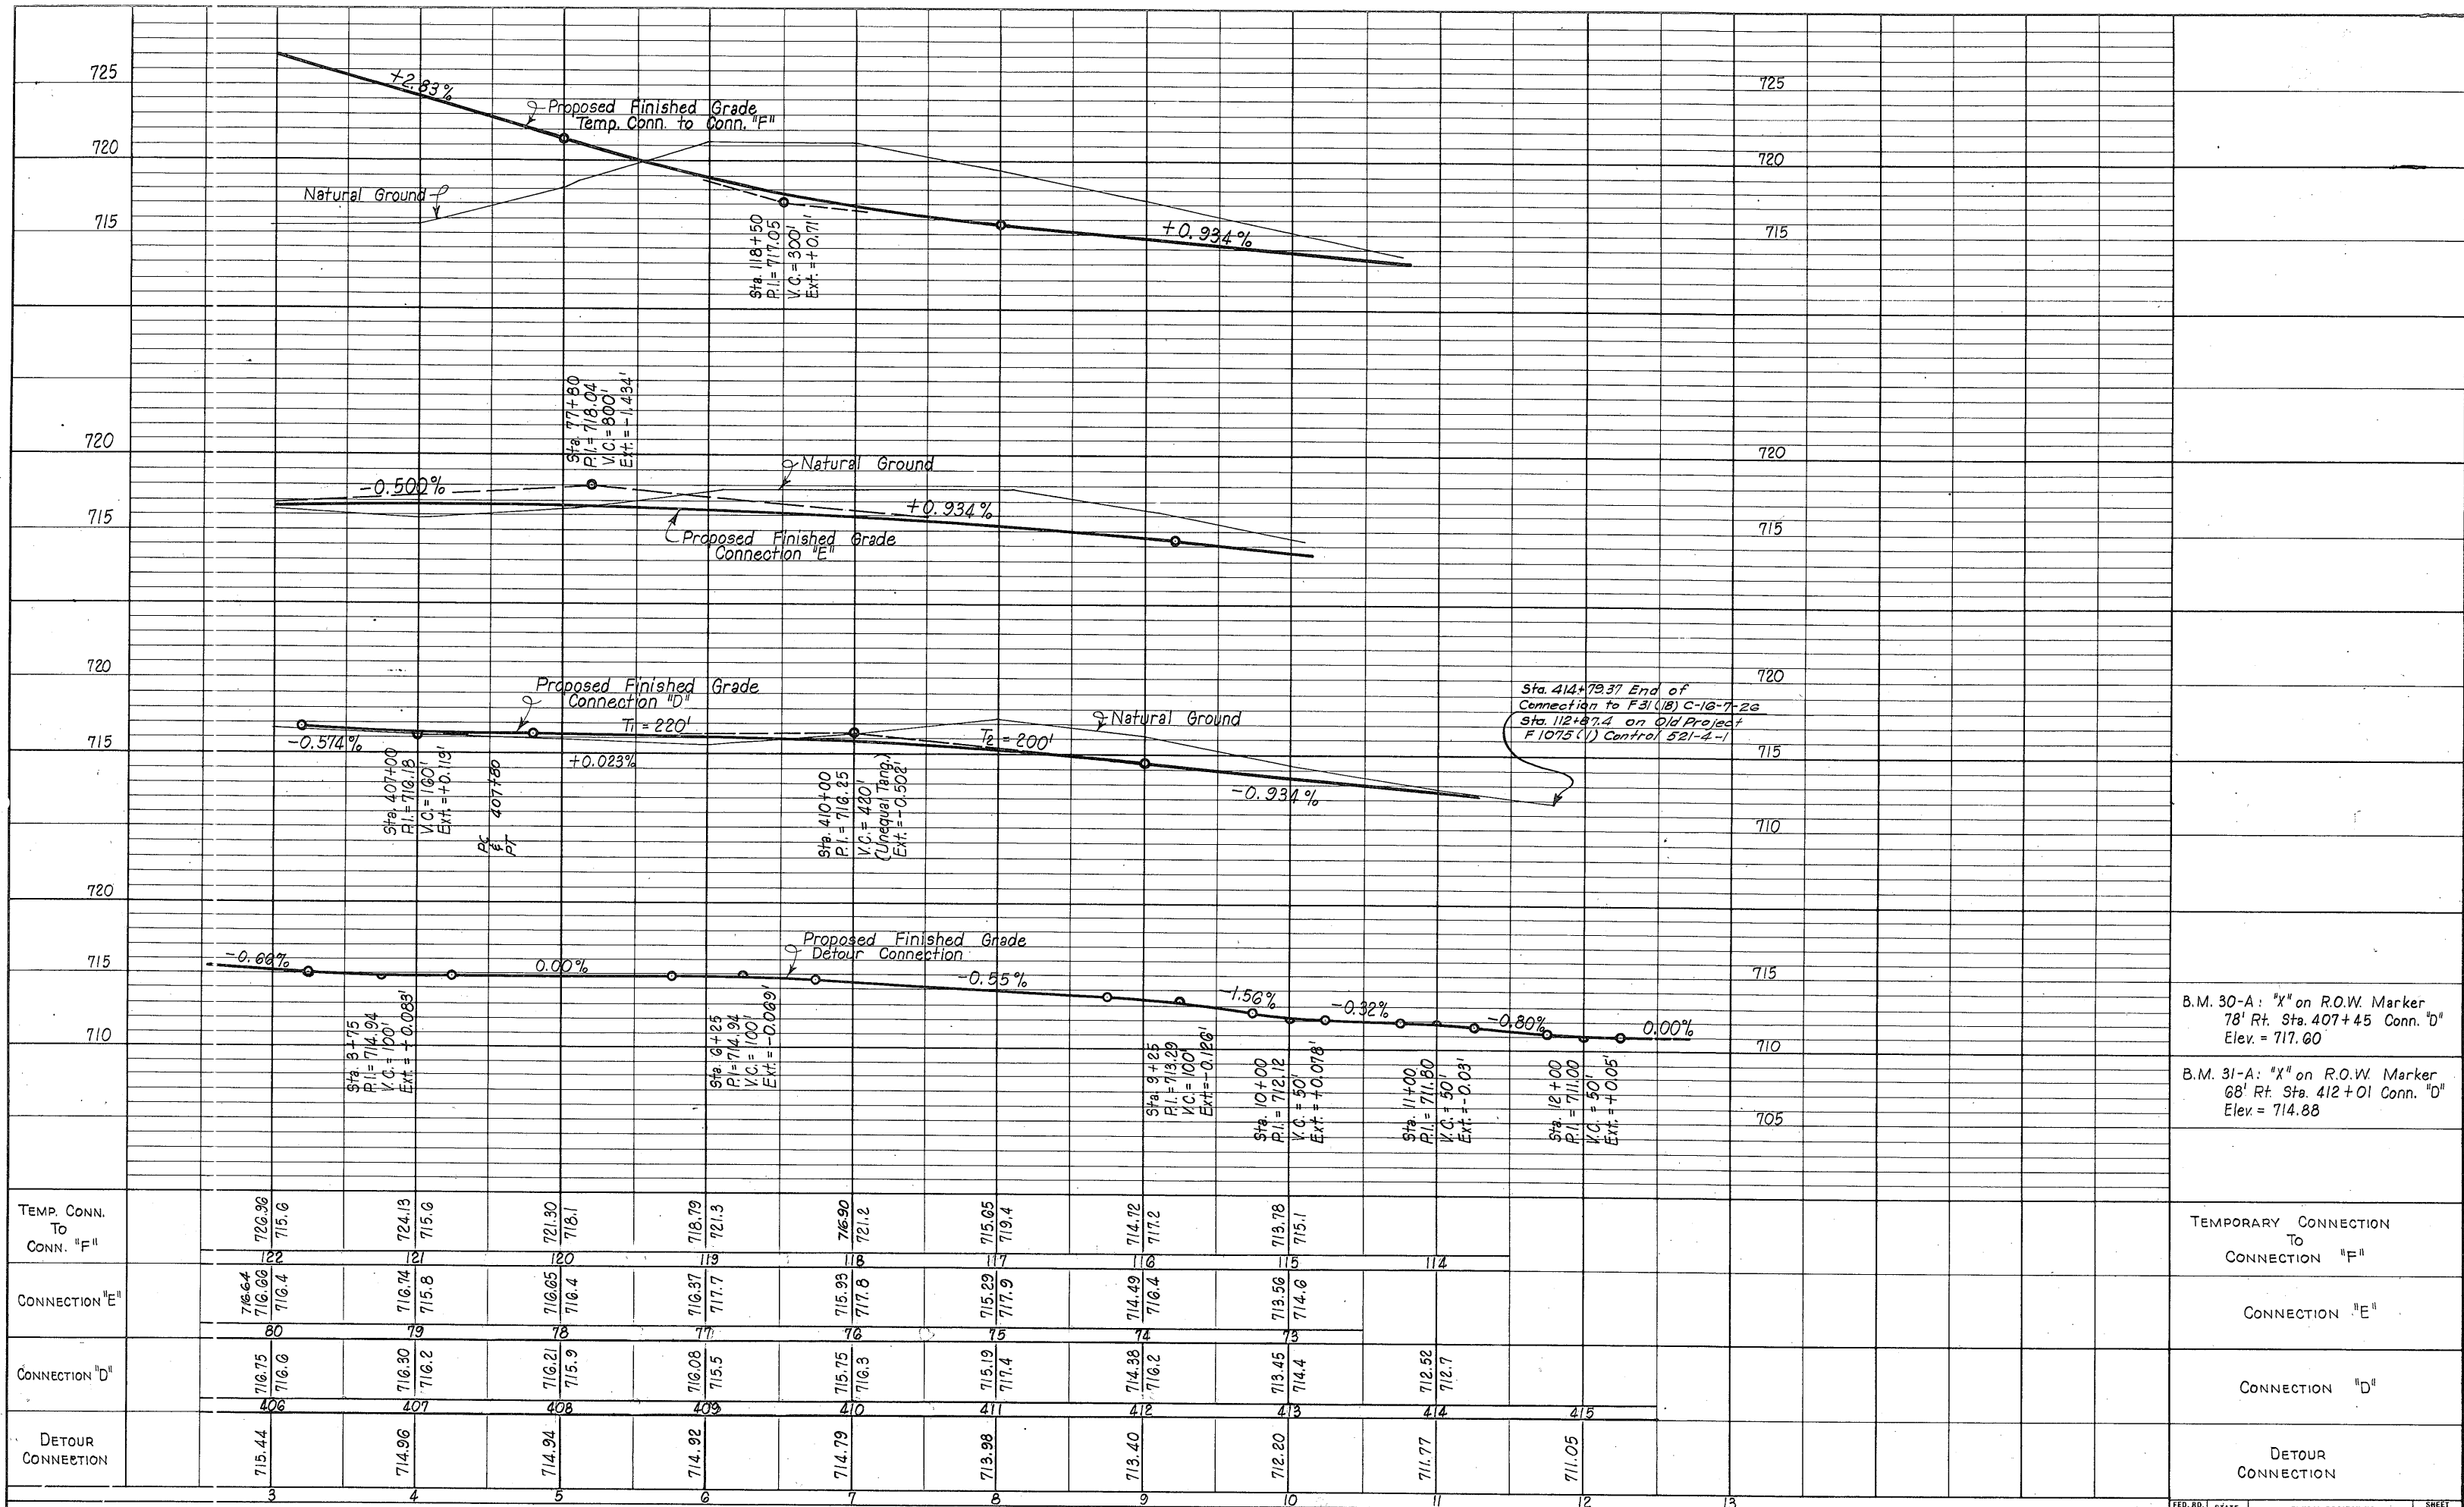 725
720
715
+2.83%
Proposed Finished Grade
Temp. Conn. to Conn. "F"
Natural Ground
Sta. 118+50
P.I. = 717.05
V.C. = 300'
Ext. = +0.71'
+0.934%
725
720
715
720
715
Sta. 77+80
P.I. = 718.04
V.C. = 800'
Ext. = -1.434'
-0.500%
Natural Ground
+0.934%
Proposed Finished Grade
Connection "E"
720
715
720
715
Proposed Finished Grade
Connection "D"
T1 = 220'
-0.574%
+0.023%
Sta. 407+00
P.I. = 716.18
V.C. = 160'
Ext. = +0.119'
PC
&
PT
407+80
Sta. 410+00
P.I. = 716.25
V.C. = 420'
(Unequal Tang.)
Ext. = -0.502'
T2 = 200'
Natural Ground
-0.934%
Sta. 414+79.37 End of
Connection to F31(18) C-16-7-26
Sta. 112+87.4 on Old Project
F 1075(1) Control 521-4-1
720
715
710
720
715
710
Proposed Finished Grade
Detour Connection
-0.66%
0.00%
-0.55%
-1.56%
-0.32%
-0.80%
0.00%
Sta. 3+75
P.I. = 714.94
V.C. = 100'
Ext. = +0.083'
Sta. 6+25
P.I. = 714.94
V.C. = 100'
Ext. = -0.069'
Sta. 9+25
P.I. = 713.29
V.C. = 100'
Ext. = -0.126'
Sta. 10+00
P.I. = 712.12
V.C. = 50'
Ext. = +0.078'
Sta. 11+00
P.I. = 711.80
V.C. = 50'
Ext. = -0.03'
Sta. 12+00
P.I. = 711.00
V.C. = 50'
Ext. = +0.05'
715
710
705
B.M. 30-A: "X" on R.O.W. Marker
78' Rt. Sta. 407+45 Conn. "D"
Elev. = 717.60
B.M. 31-A: "X" on R.O.W. Marker
68' Rt. Sta. 412+01 Conn. "D"
Elev. = 714.88
TEMP. CONN.
TO
CONN. "F"
726.96 715.6 724.13 715.6 721.30 718.1 718.79 721.3 716.90 721.2 715.65 719.4 714.72 717.2 713.78 715.1
122 121 120 119 118 117 116 115 114
TEMPORARY CONNECTION
TO
CONNECTION "F"
CONNECTION "E"
716.64 716.66 716.4 716.74 715.8 716.65 716.4 716.37 717.7 715.93 717.8 715.29 717.9 714.49 716.4 713.56 714.6
80 79 78 77 76 75 74 73
CONNECTION "E"
CONNECTION "D"
716.75 716.6 716.30 716.2 716.21 715.9 716.08 715.5 715.75 716.3 715.19 717.4 714.38 716.2 713.45 714.4 712.52 712.7
406 407 408 409 410 411 412 413 414 415
CONNECTION "D"
DETOUR
CONNECTION
715.44 714.96 714.94 714.92 714.79 713.98 713.40 712.20 711.77 711.05
3 4 5 6 7 8 9 10 11 12 13
DETOUR
CONNECTION
FED. RD. STATE SHEET